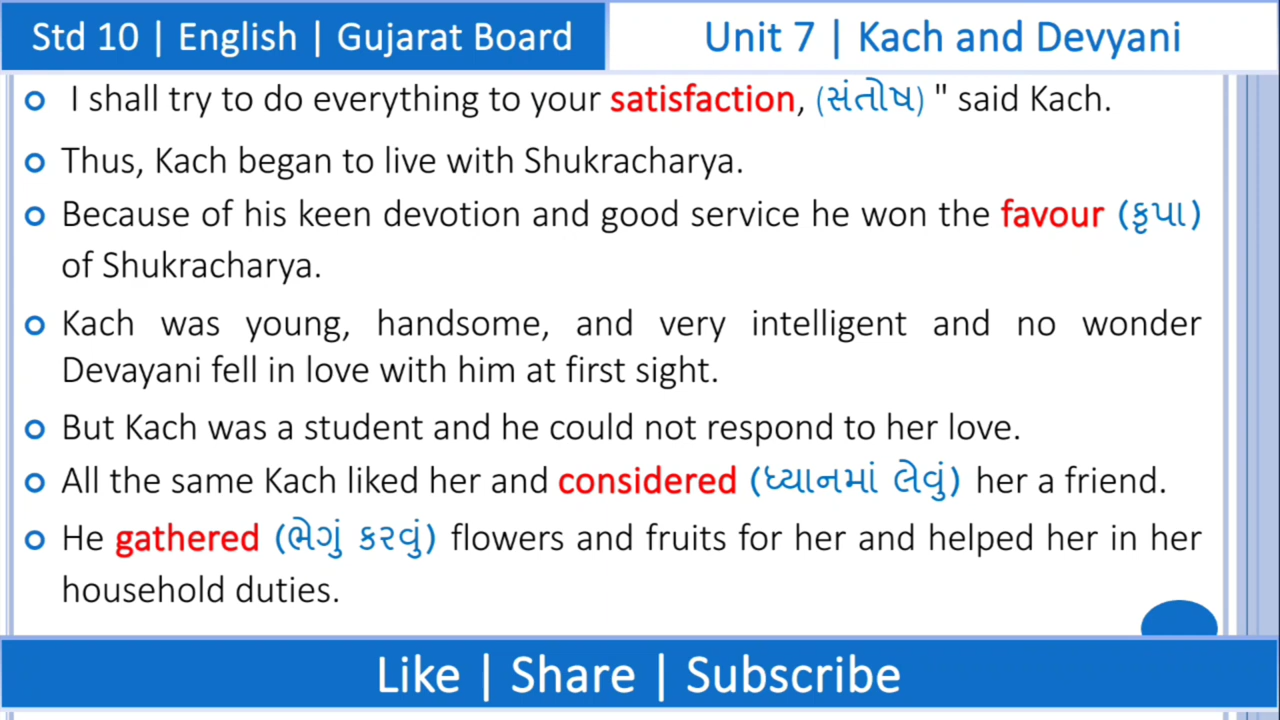 Std 10 | English | Gujarat Board
Unit 7 | Kach and Devyani
I shall try to do everything to your satisfaction, (સંતોષ) " said Kach.
Thus, Kach began to live with Shukracharya.
Because of his keen devotion and good service he won the favour (કૃપા)
of Shukracharya.
Kach was young, handsome, and very intelligent and no wonder
Devayani fell in love with him at first sight.
But Kach was a student and he could not respond to her love.
All the same Kach liked her and considered (ધ્યાનમાં લેવું) her a friend.
He gathered (ભેગું કરવું) flowers and fruits for her and helped her in her
household duties.
Like | Share | Subscribe